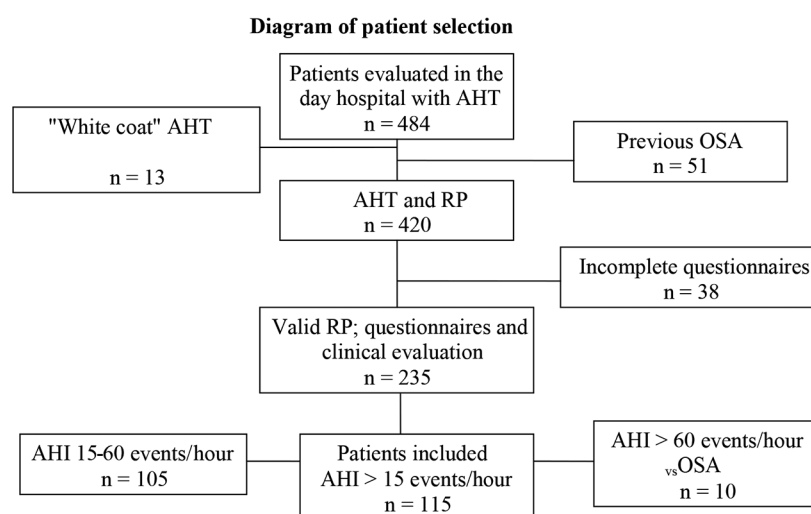 Diagram of patient selection
Patients evaluated in the
day hospital with AHT
n = 484
"White coat" AHT
n = 13
Previous OSA
n = 51
AHT and RP
n = 420
Incomplete questionnaires
n = 38
Valid RP; questionnaires and
clinical evaluation
n = 235
AHI 15-60 events/hour
n = 105
Patients included
AHI > 15 events/hour
n = 115
AHI > 60 events/hour
vsOSA
n = 10